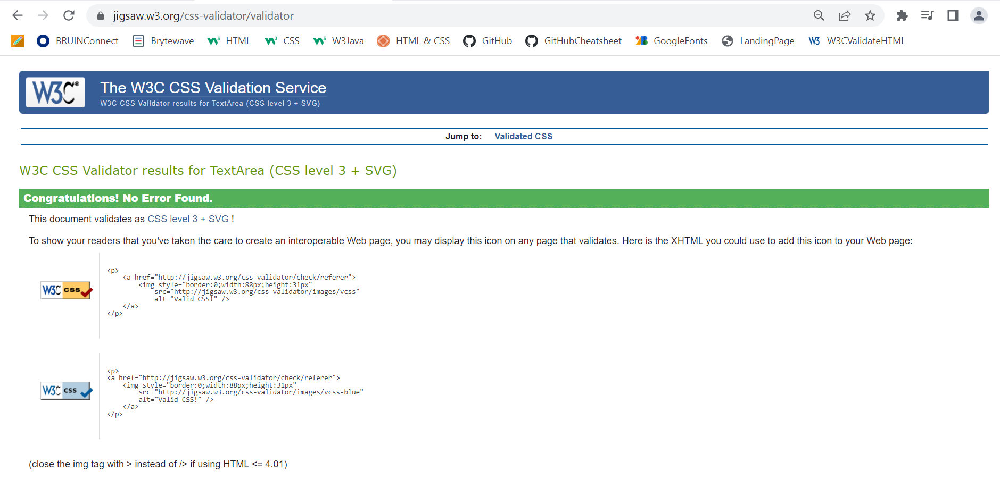 jigsaw.w3.org/css-validator/validator
BRUINConnect Brytewave W3 HTML W3 CSS W3 W3Java HTML & CSS GitHub GitHubCheatsheet GoogleFonts LandingPage W3 W3CValidateHTML
W3C® The W3C CSS Validation Service
W3C CSS Validator results for TextArea (CSS level 3 + SVG)
Jump to: Validated CSS
W3C CSS Validator results for TextArea (CSS level 3 + SVG)
Congratulations! No Error Found.
This document validates as CSS level 3 + SVG !
To show your readers that you've taken the care to create an interoperable Web page, you may display this icon on any page that validates. Here is the XHTML you could use to add this icon to your Web page:
W3C css
<p>
    <a href="http://jigsaw.w3.org/css-validator/check/referer">
        <img style="border:0;width:88px;height:31px"
            src="http://jigsaw.w3.org/css-validator/images/vcss"
            alt="Valid CSS!" />
    </a>
</p>
W3C css
<p>
<a href="http://jigsaw.w3.org/css-validator/check/referer">
    <img style="border:0;width:88px;height:31px"
        src="http://jigsaw.w3.org/css-validator/images/vcss-blue"
        alt="Valid CSS!" />
    </a>
</p>
(close the img tag with > instead of /> if using HTML <= 4.01)